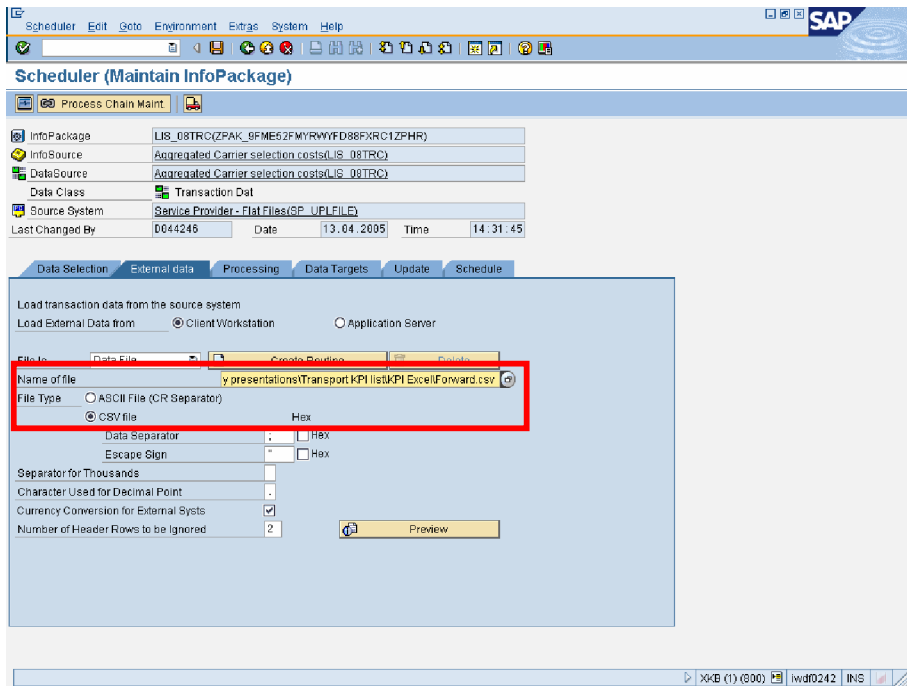 Scheduler Edit Goto Environment Extras System Help
SAP
Scheduler (Maintain InfoPackage)
Process Chain Maint.
InfoPackage LIS_08TRC(ZPAK_9FME52FMYRWYFD88FXRC1ZPHR)
InfoSource Aggregated Carrier selection costs(LIS_08TRC)
DataSource Aggregated Carrier selection costs(LIS_08TRC)
Data Class Transaction Dat
Source System Service Provider - Flat Files(SP_UPLFILE)
Last Changed By D044246 Date 13.04.2005 Time 14:31:45
Data Selection External data Processing Data Targets Update Schedule
Load transaction data from the source system
Load External Data from Client Workstation Application Server
File Is Data File Create Routine Delete
Name of file y presentations\Transport KPI list\KPI Excel\Forward.csv
File Type ASCII File (CR Separator)
CSV file Hex
Data Separator ; Hex
Escape Sign " Hex
Separator for Thousands
Character Used for Decimal Point .
Currency Conversion for External Systs
Number of Header Rows to be Ignored 2 Preview
XKB (1) (800) iwdf0242 INS